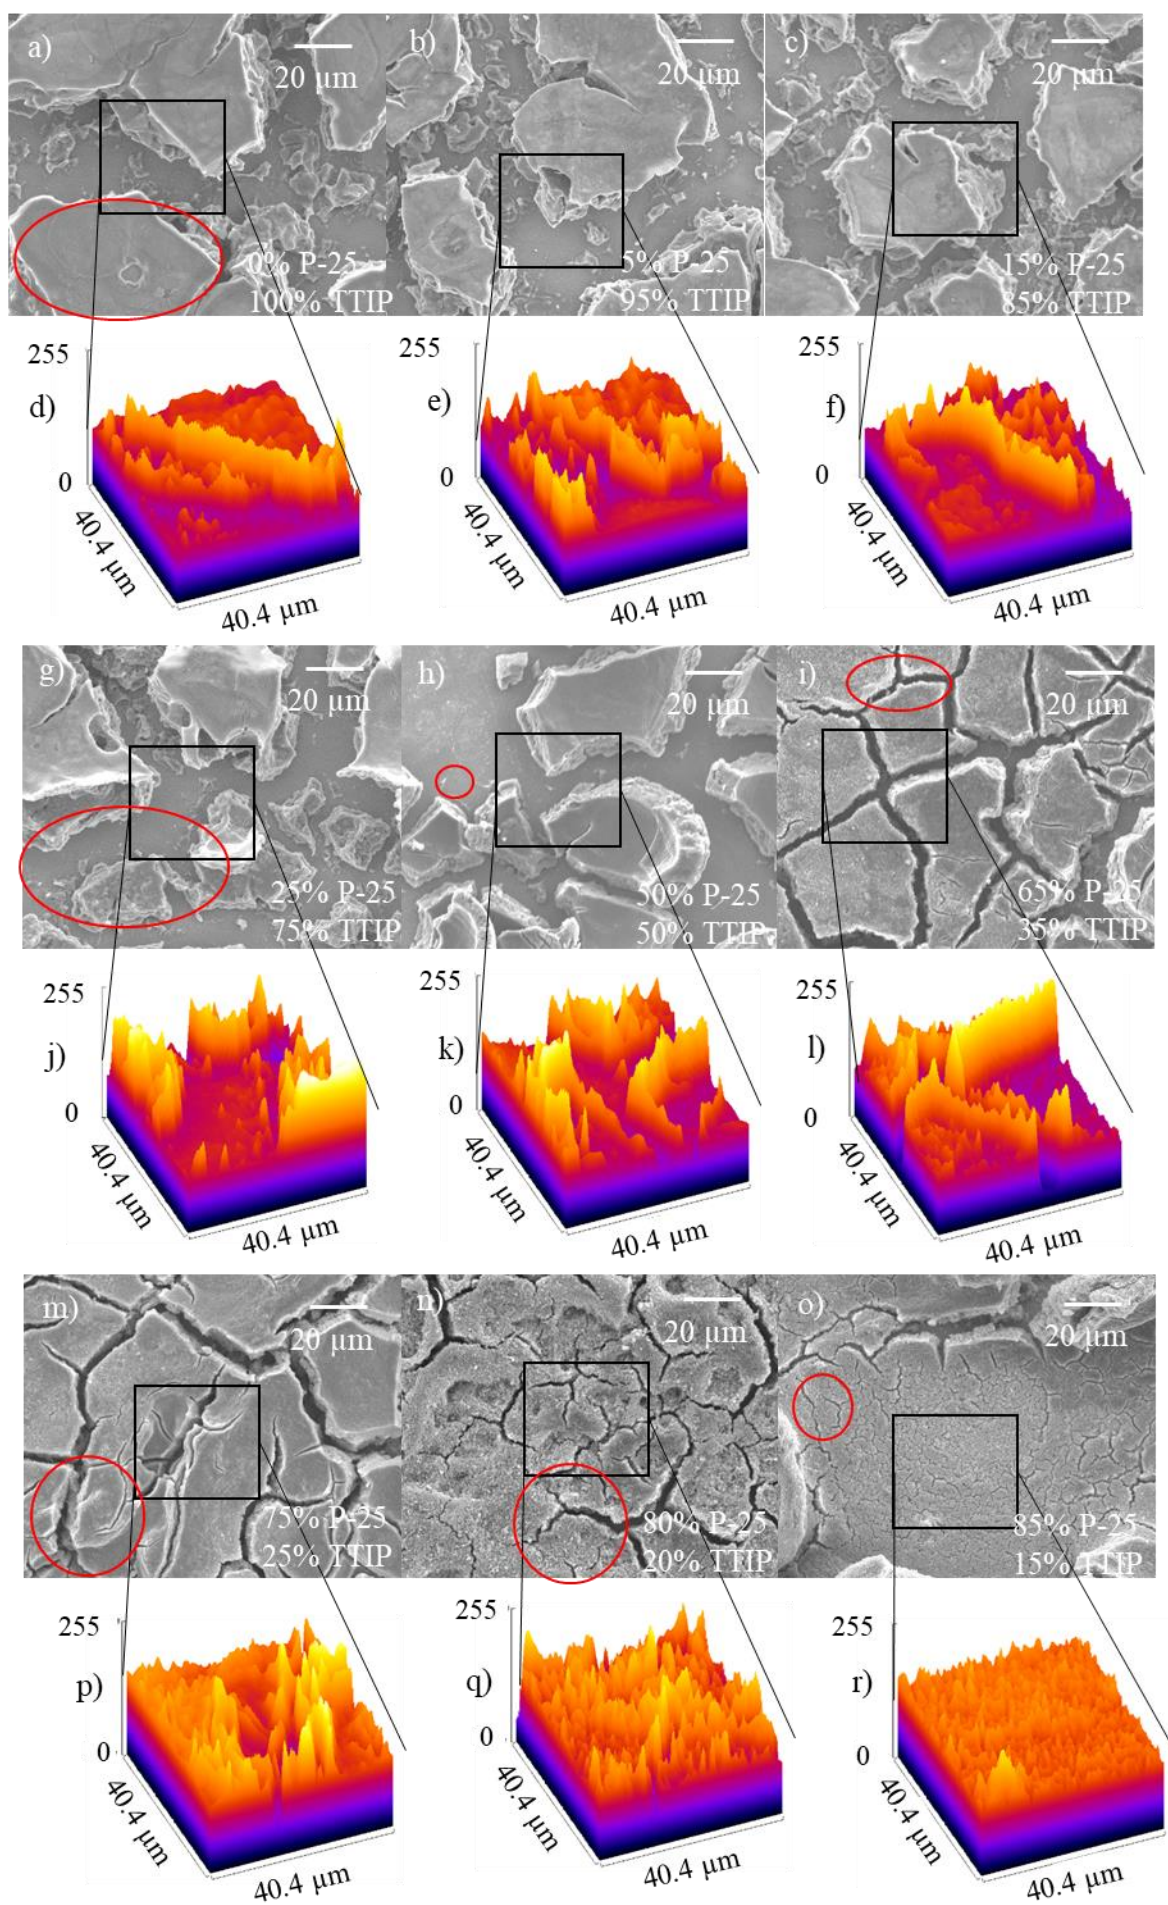 a)
20 µm
0% P-25
100% TTIP
b)
20 µm
5% P-25
95% TTIP
c)
20 µm
15% P-25
85% TTIP
255
d)
0
40.4 µm
40.4 µm
255
e)
0
40.4 µm
40.4 µm
255
f)
0
40.4 µm
40.4 µm
g)
20 µm
25% P-25
75% TTIP
h)
20 µm
50% P-25
50% TTIP
i)
20 µm
65% P-25
35% TTIP
255
j)
0
40.4 µm
40.4 µm
255
k)
0
40.4 µm
40.4 µm
255
l)
0
40.4 µm
40.4 µm
m)
20 µm
75% P-25
25% TTIP
n)
20 µm
80% P-25
20% TTIP
o)
20 µm
85% P-25
15% TTIP
255
p)
0
40.4 µm
40.4 µm
255
q)
0
40.4 µm
40.4 µm
255
r)
0
40.4 µm
40.4 µm